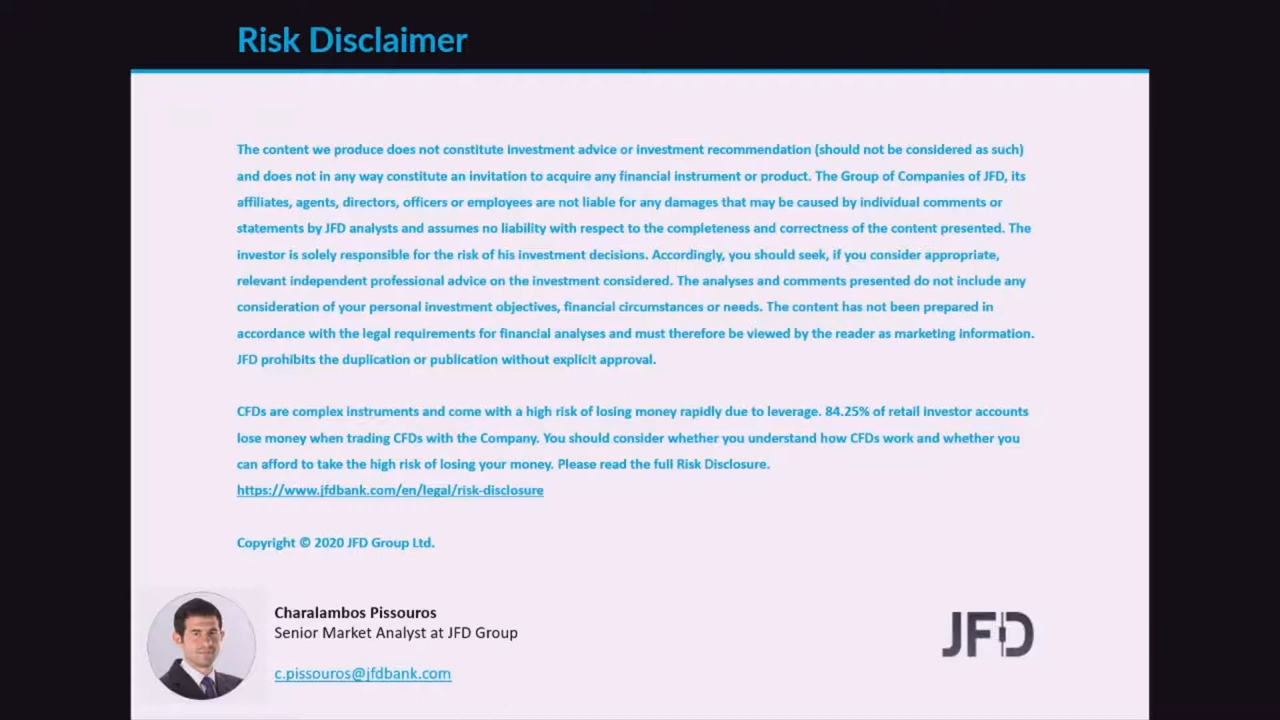 Risk Disclaimer
The content we produce does not constitute investment advice or investment recommendation (should not be considered as such)
and does not in any way constitute an invitation to acquire any financial instrument or product. The Group of Companies of JFD, its
affiliates, agents, directors, officers or employees are not liable for any damages that may be caused by individual comments or
statements by JFD analysts and assumes no liability with respect to the completeness and correctness of the content presented. The
investor is solely responsible for the risk of his investment decisions. Accordingly, you should seek, if you consider appropriate,
relevant independent professional advice on the investment considered. The analyses and comments presented do not include any
consideration of your personal investment objectives, financial circumstances or needs. The content has not been prepared in
accordance with the legal requirements for financial analyses and must therefore be viewed by the reader as marketing information.
JFD prohibits the duplication or publication without explicit approval.
CFDs are complex instruments and come with a high risk of losing money rapidly due to leverage. 84.25% of retail investor accounts
lose money when trading CFDs with the Company. You should consider whether you understand how CFDs work and whether you
can afford to take the high risk of losing your money. Please read the full Risk Disclosure.
https://www.jfdbank.com/en/legal/risk-disclosure
Copyright © 2020 JFD Group Ltd.
Charalambos Pissouros
Senior Market Analyst at JFD Group
c.pissouros@jfdbank.com
JFD